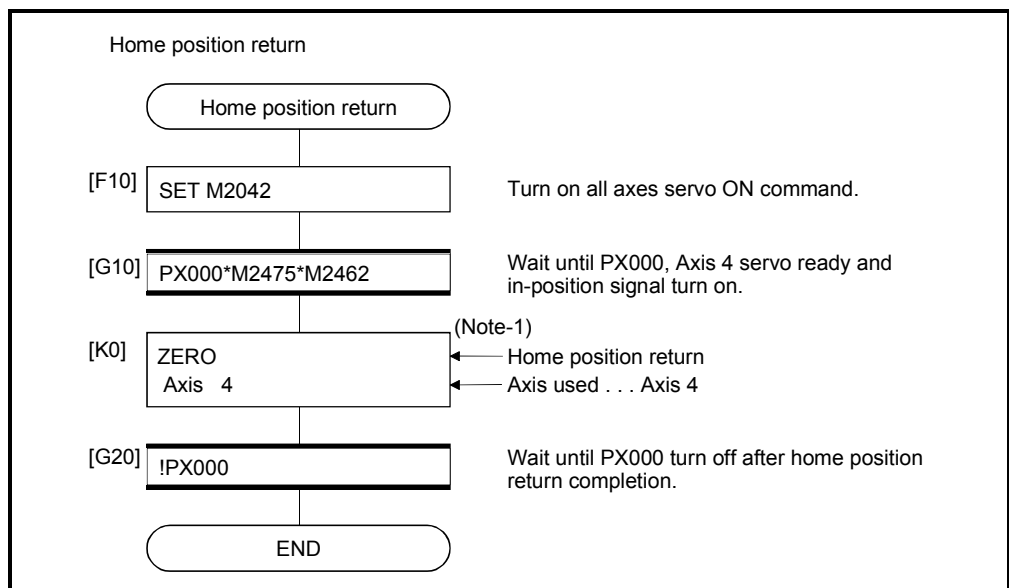 Home position return
Home position return
[F10] SET M2042 Turn on all axes servo ON command.
[G10] PX000*M2475*M2462 Wait until PX000, Axis 4 servo ready and
in-position signal turn on.
(Note-1)
[K0] ZERO Home position return
Axis 4 Axis used . . . Axis 4
[G20] !PX000 Wait until PX000 turn off after home position
return completion.
END